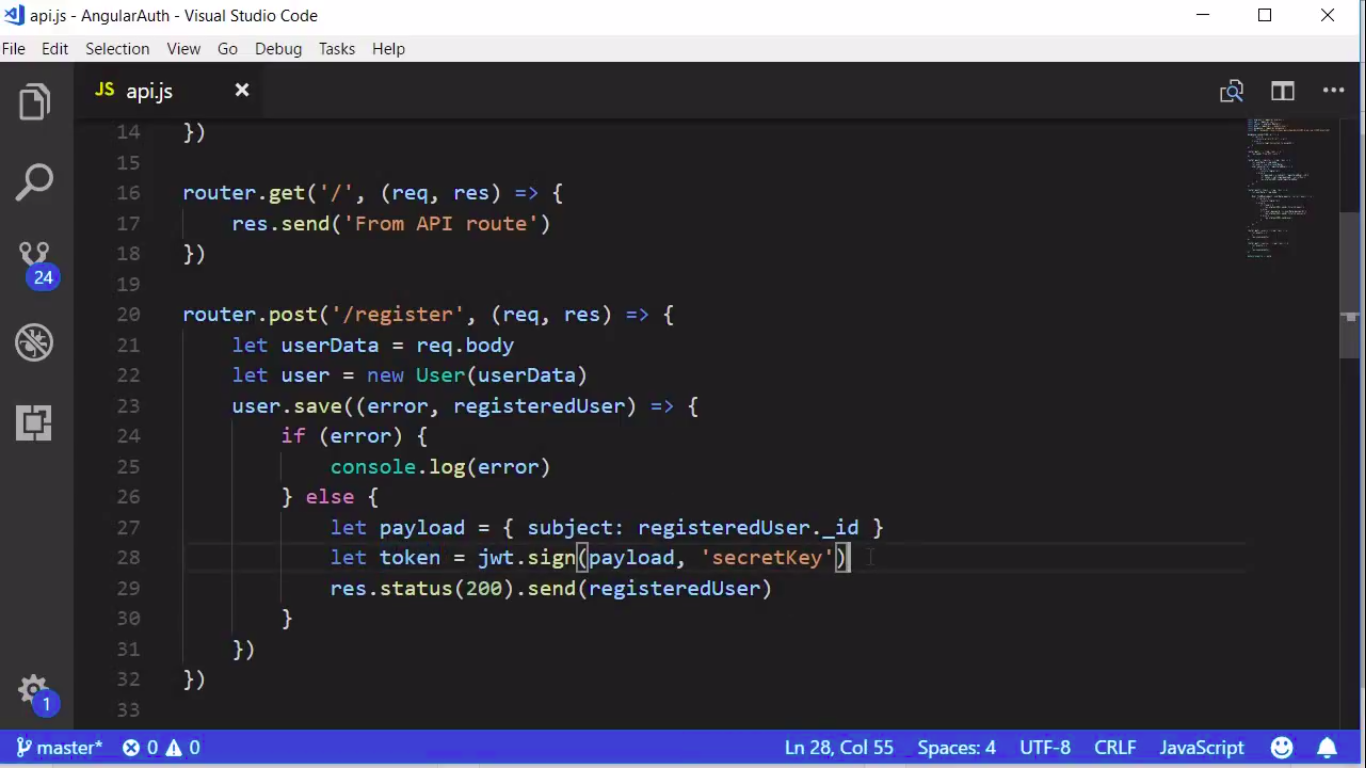 api.js - AngularAuth - Visual Studio Code
File Edit Selection View Go Debug Tasks Help
JS api.js
14 })
15
16 router.get('/', (req, res) => {
17     res.send('From API route')
18 })
19
20 router.post('/register', (req, res) => {
21     let userData = req.body
22     let user = new User(userData)
23     user.save((error, registeredUser) => {
24         if (error) {
25             console.log(error)
26         } else {
27             let payload = { subject: registeredUser._id }
28             let token = jwt.sign(payload, 'secretKey')
29             res.status(200).send(registeredUser)
30         }
31     })
32 })
33
24
1
master* 0 0 Ln 28, Col 55 Spaces: 4 UTF-8 CRLF JavaScript